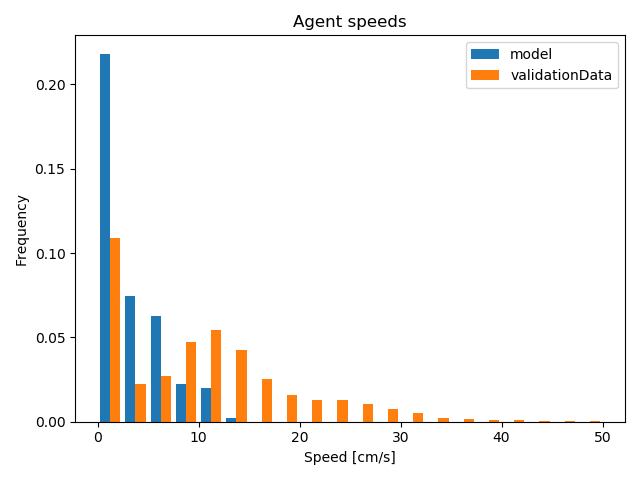 Agent speeds
model
validationData
Frequency
0.20
0.15
0.10
0.05
0.00
0 10 20 30 40 50
Speed [cm/s]